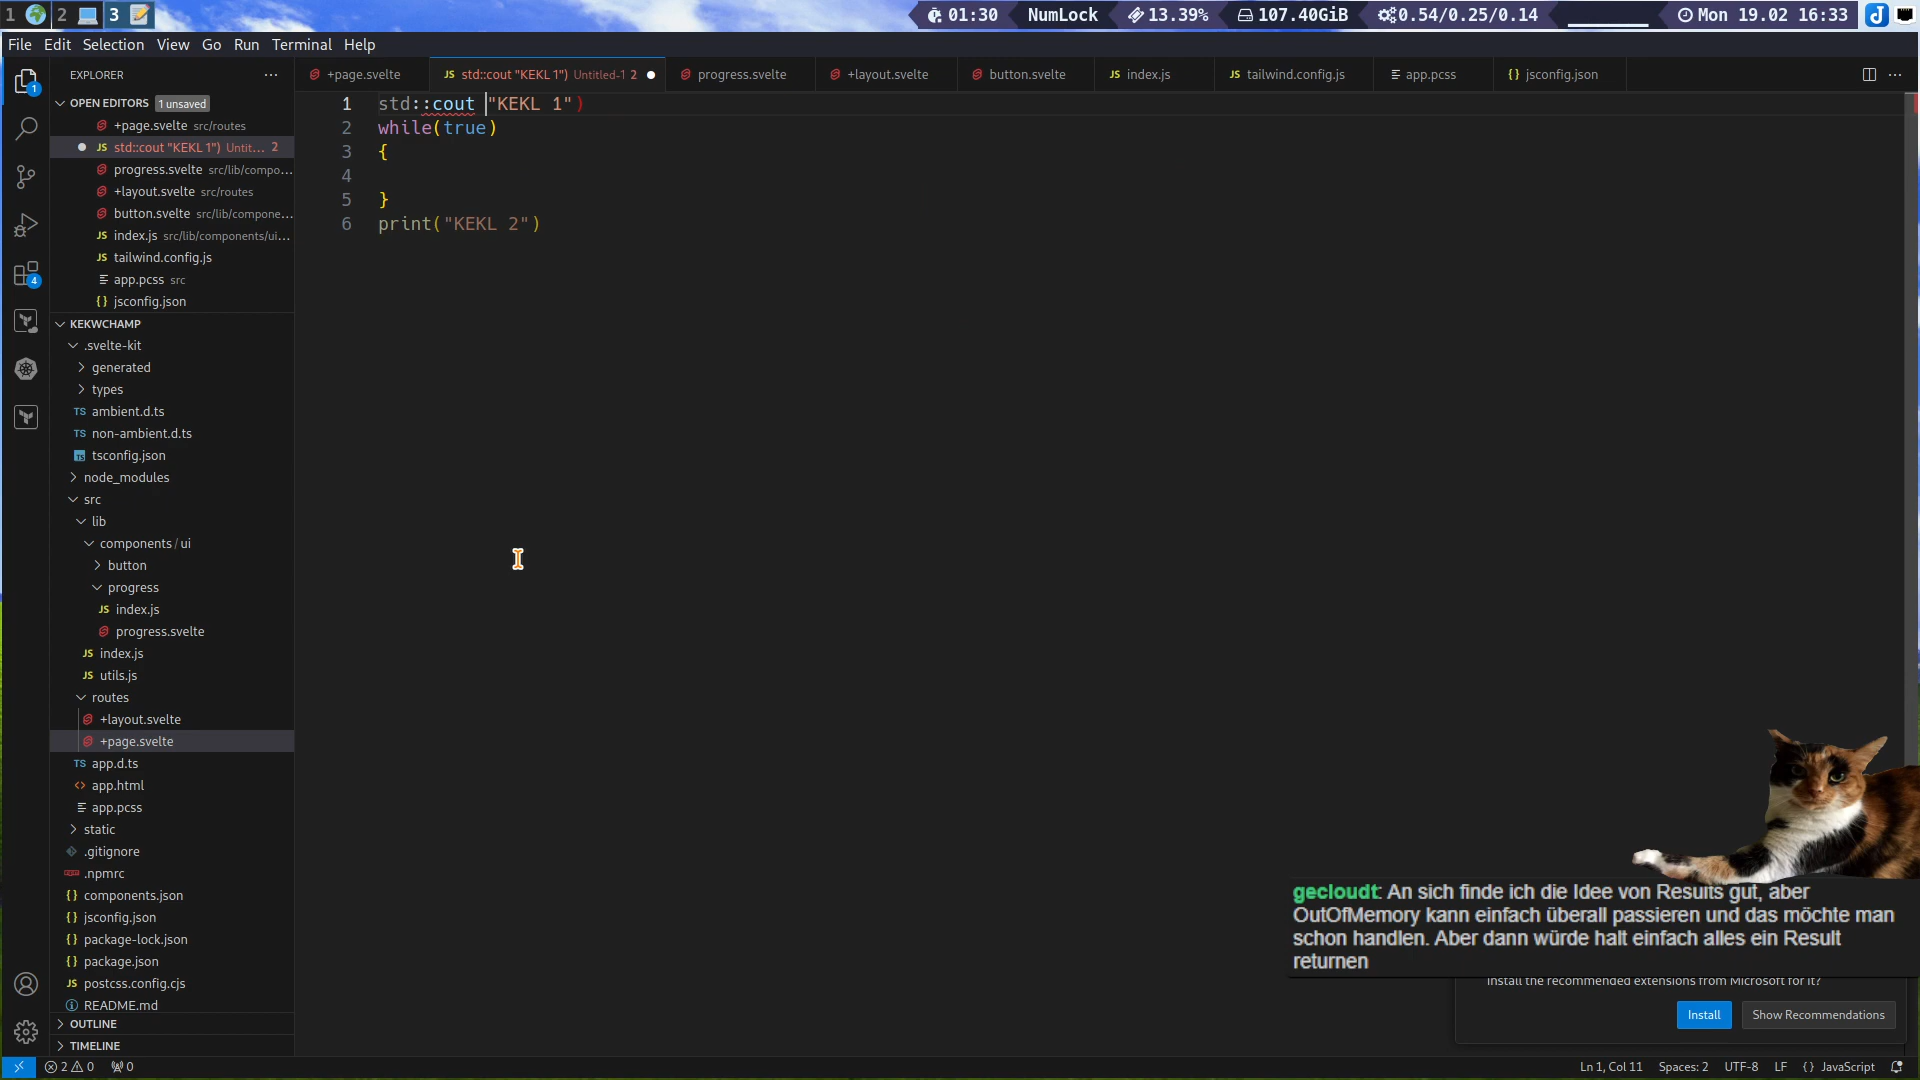 1
2
3
01:30
NumLock
13.39%
107.40GiB
0.54/0.25/0.14
Mon 19.02 16:33
File Edit Selection View Go Run Terminal Help
EXPLORER
+page.svelte
std::cout "KEKL 1") Untitled-1 2
progress.svelte
+layout.svelte
button.svelte
index.js
tailwind.config.js
app.pcss
jsconfig.json
OPEN EDITORS 1 unsaved
+page.svelte src/routes
std::cout "KEKL 1") Untit... 2
progress.svelte src/lib/compo...
+layout.svelte src/routes
button.svelte src/lib/compone...
index.js src/lib/components/ui...
tailwind.config.js
app.pcss src
jsconfig.json
KEKWCHAMP
.svelte-kit
generated
types
ambient.d.ts
non-ambient.d.ts
tsconfig.json
node_modules
src
lib
components / ui
button
progress
index.js
progress.svelte
index.js
utils.js
routes
+layout.svelte
+page.svelte
app.d.ts
app.html
app.pcss
static
.gitignore
.npmrc
components.json
jsconfig.json
package-lock.json
package.json
postcss.config.cjs
README.md
OUTLINE
TIMELINE
1 std::cout "KEKL 1")
2 while(true)
3 {
4
5 }
6 print("KEKL 2")
gecloudt: An sich finde ich die Idee von Results gut, aber
OutOfMemory kann einfach überall passieren und das möchte man
schon handlen. Aber dann würde halt einfach alles ein Result
returnen
Install the recommended extensions from Microsoft for it?
Install
Show Recommendations
2 0 0
Ln 1, Col 11 Spaces: 2 UTF-8 LF {} JavaScript